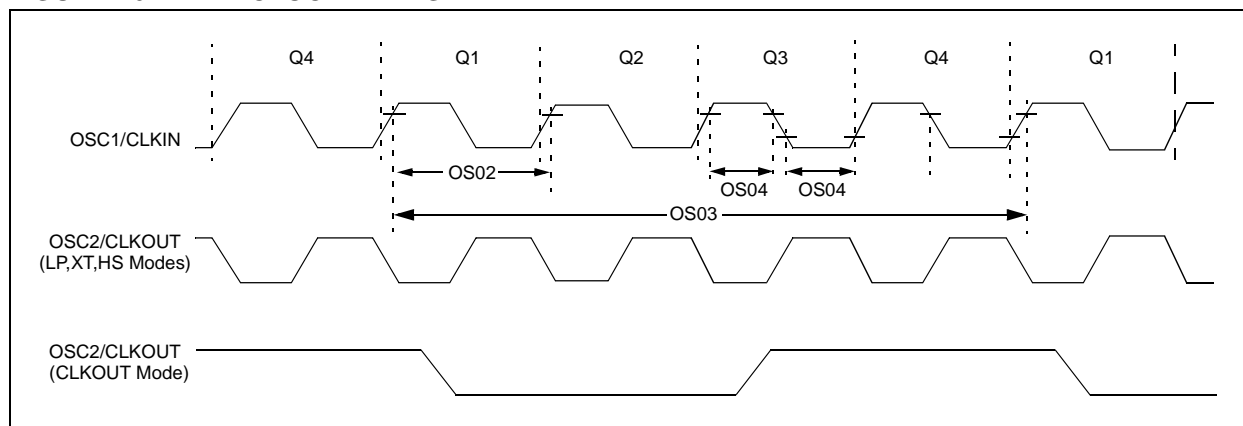 Q4 Q1 Q2 Q3 Q4 Q1
OSC1/CLKIN
OS02
OS04
OS04
OS03
OSC2/CLKOUT
(LP,XT,HS Modes)
OSC2/CLKOUT
(CLKOUT Mode)